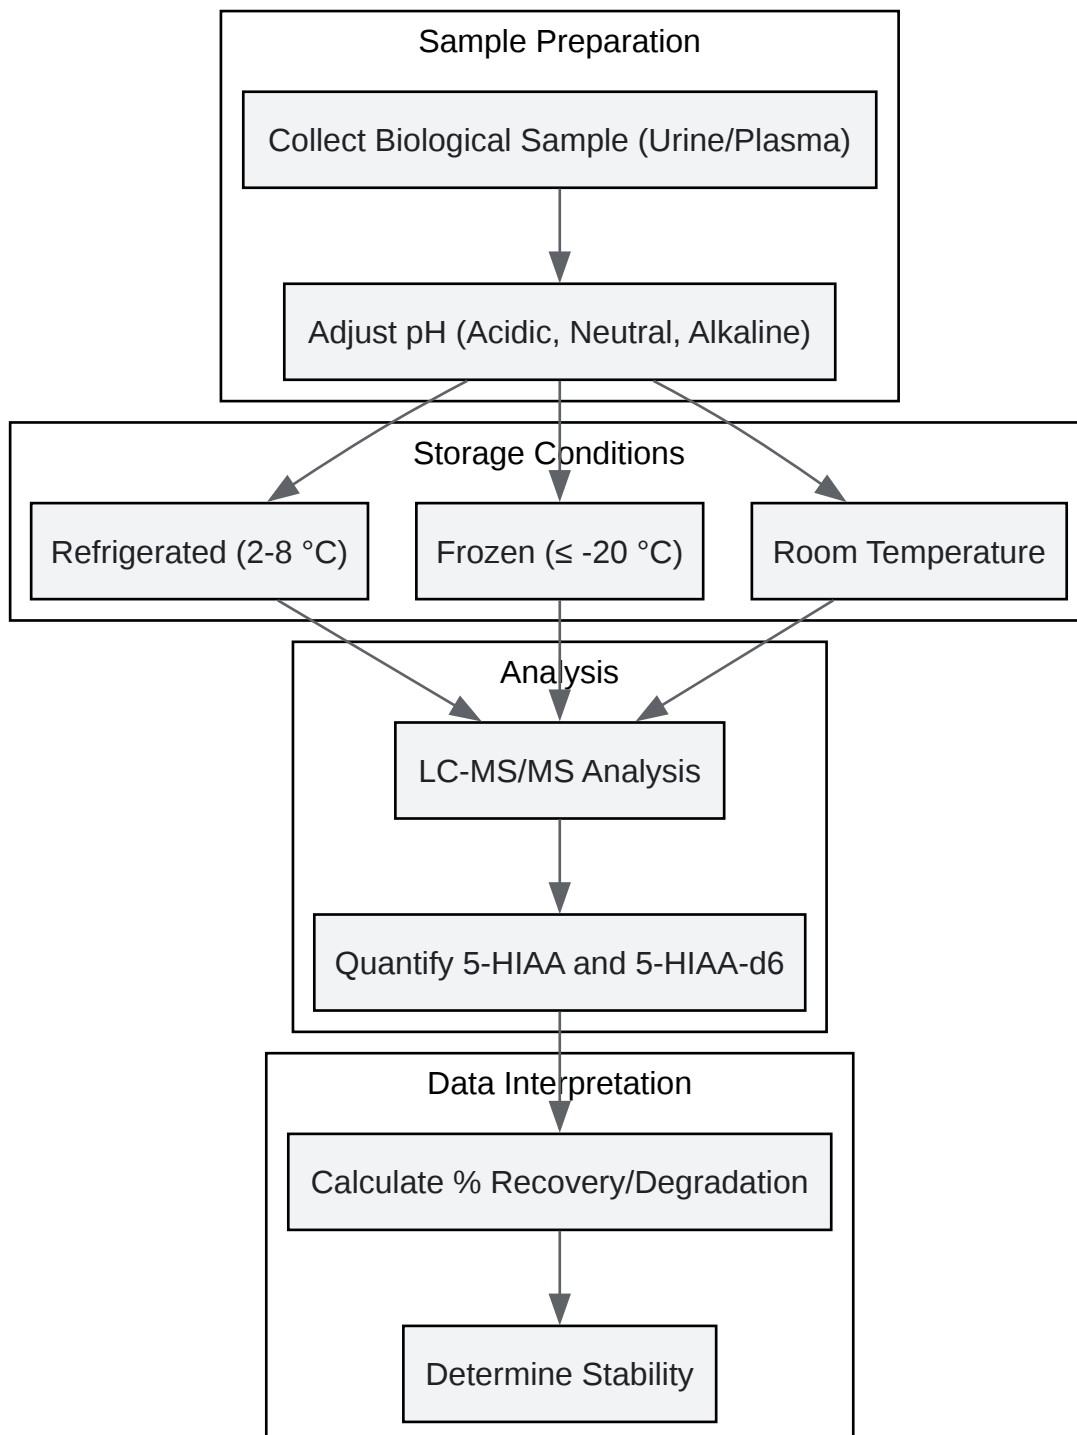 Sample Preparation
Collect Biological Sample (Urine/Plasma)
Adjust pH (Acidic, Neutral, Alkaline)
Storage Conditions
Refrigerated (2-8 °C)
Frozen (≤ -20 °C)
Room Temperature
Analysis
LC-MS/MS Analysis
Quantify 5-HIAA and 5-HIAA-d6
Data Interpretation
Calculate % Recovery/Degradation
Determine Stability